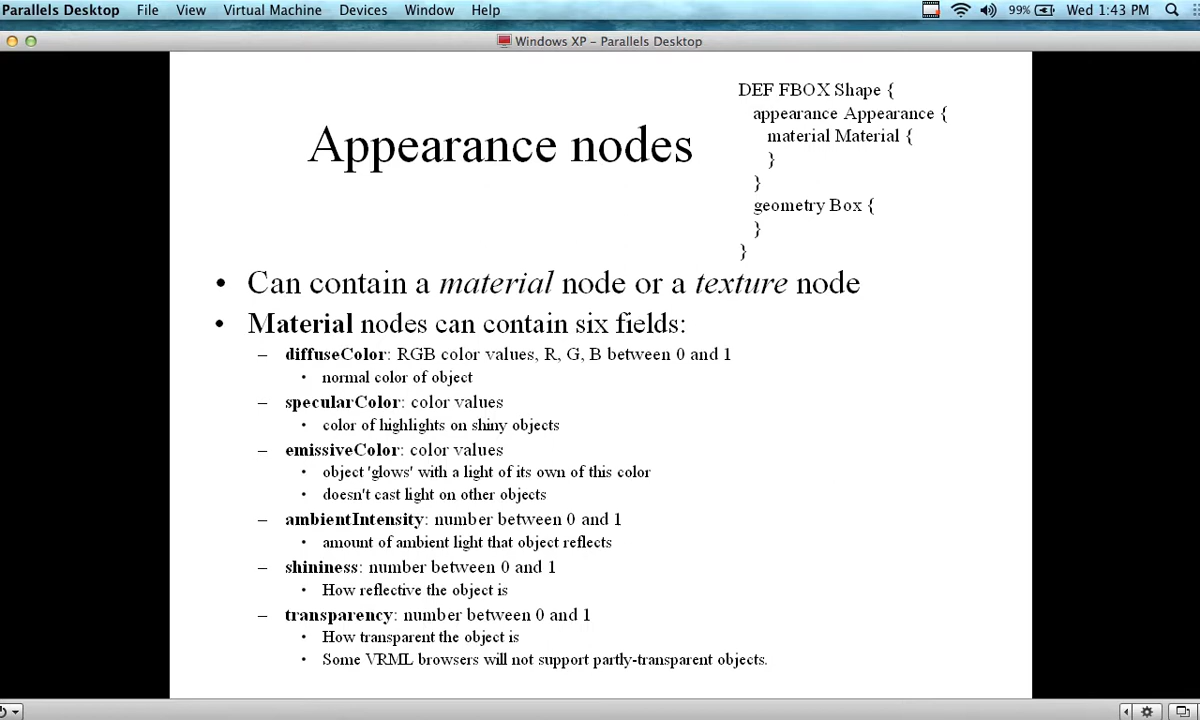 Parallels Desktop File View Virtual Machine Devices Window Help 99% Wed 1:43 PM
Windows XP – Parallels Desktop
Appearance nodes
DEF FBOX Shape {
appearance Appearance {
material Material {
}
}
geometry Box {
}
}
• Can contain a material node or a texture node
• Material nodes can contain six fields:
– diffuseColor: RGB color values, R, G, B between 0 and 1
• normal color of object
– specularColor: color values
• color of highlights on shiny objects
– emissiveColor: color values
• object 'glows' with a light of its own of this color
• doesn't cast light on other objects
– ambientIntensity: number between 0 and 1
• amount of ambient light that object reflects
– shininess: number between 0 and 1
• How reflective the object is
– transparency: number between 0 and 1
• How transparent the object is
• Some VRML browsers will not support partly-transparent objects.